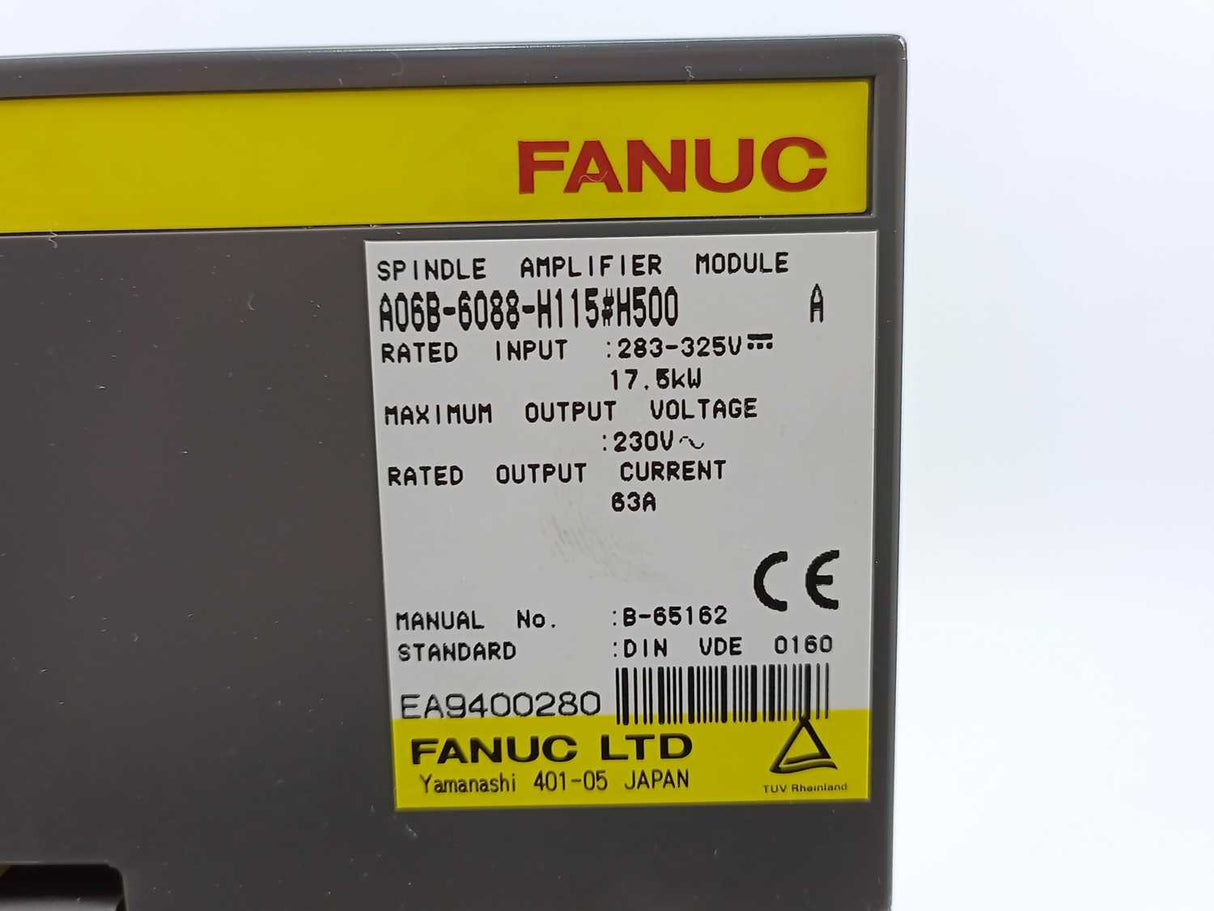 FANUC
SPINDLE AMPLIFIER MODULE
A06B-6088-H115#H500 A
RATED INPUT :283-325V⎓
17.5kW
MAXIMUM OUTPUT VOLTAGE
:230V∿
RATED OUTPUT CURRENT
63A
CE
MANUAL No. :B-65162
STANDARD :DIN VDE 0160
EA9400280
FANUC LTD
Yamanashi 401-05 JAPAN
TUV Rheinland